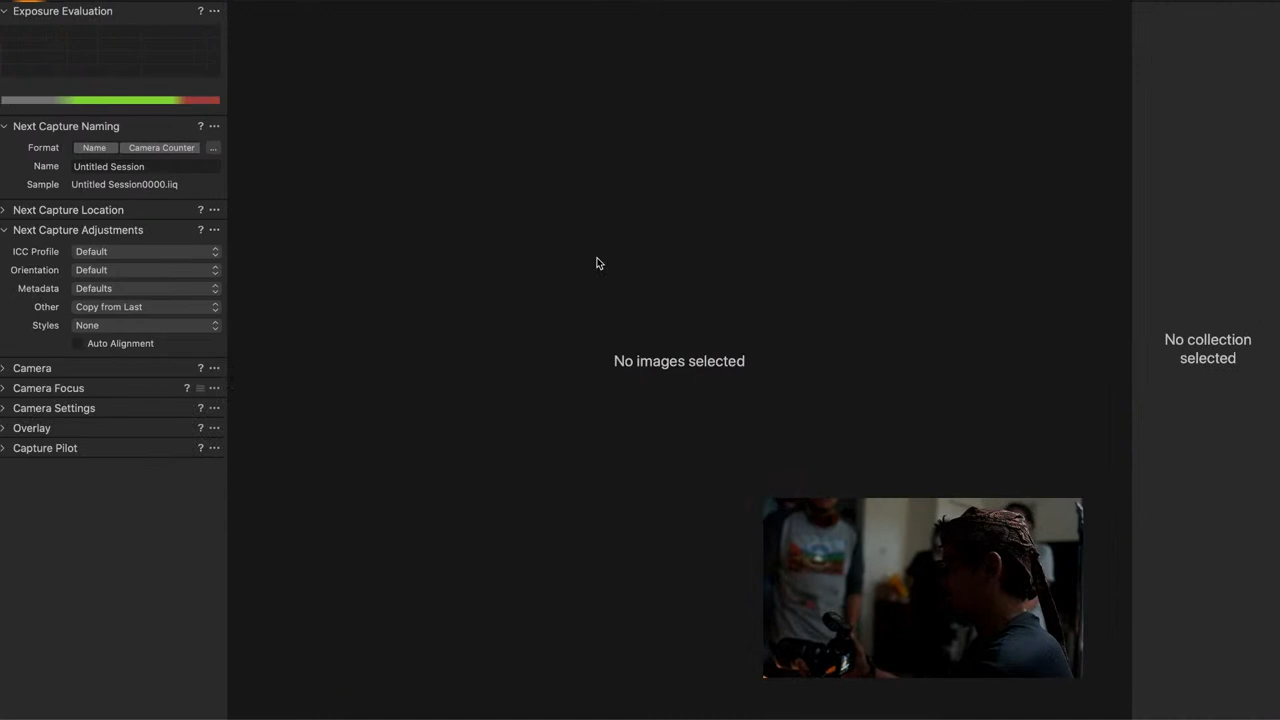 Exposure Evaluation ? ...
Next Capture Naming ? ...
Format Name Camera Counter ...
Name Untitled Session
Sample Untitled Session0000.iiq
Next Capture Location ? ...
Next Capture Adjustments ? ...
ICC Profile Default
Orientation Default
Metadata Defaults
Other Copy from Last
Styles None
Auto Alignment
Camera ? ...
Camera Focus ? ...
Camera Settings ? ...
Overlay ? ...
Capture Pilot ? ...
No images selected
No collection
selected